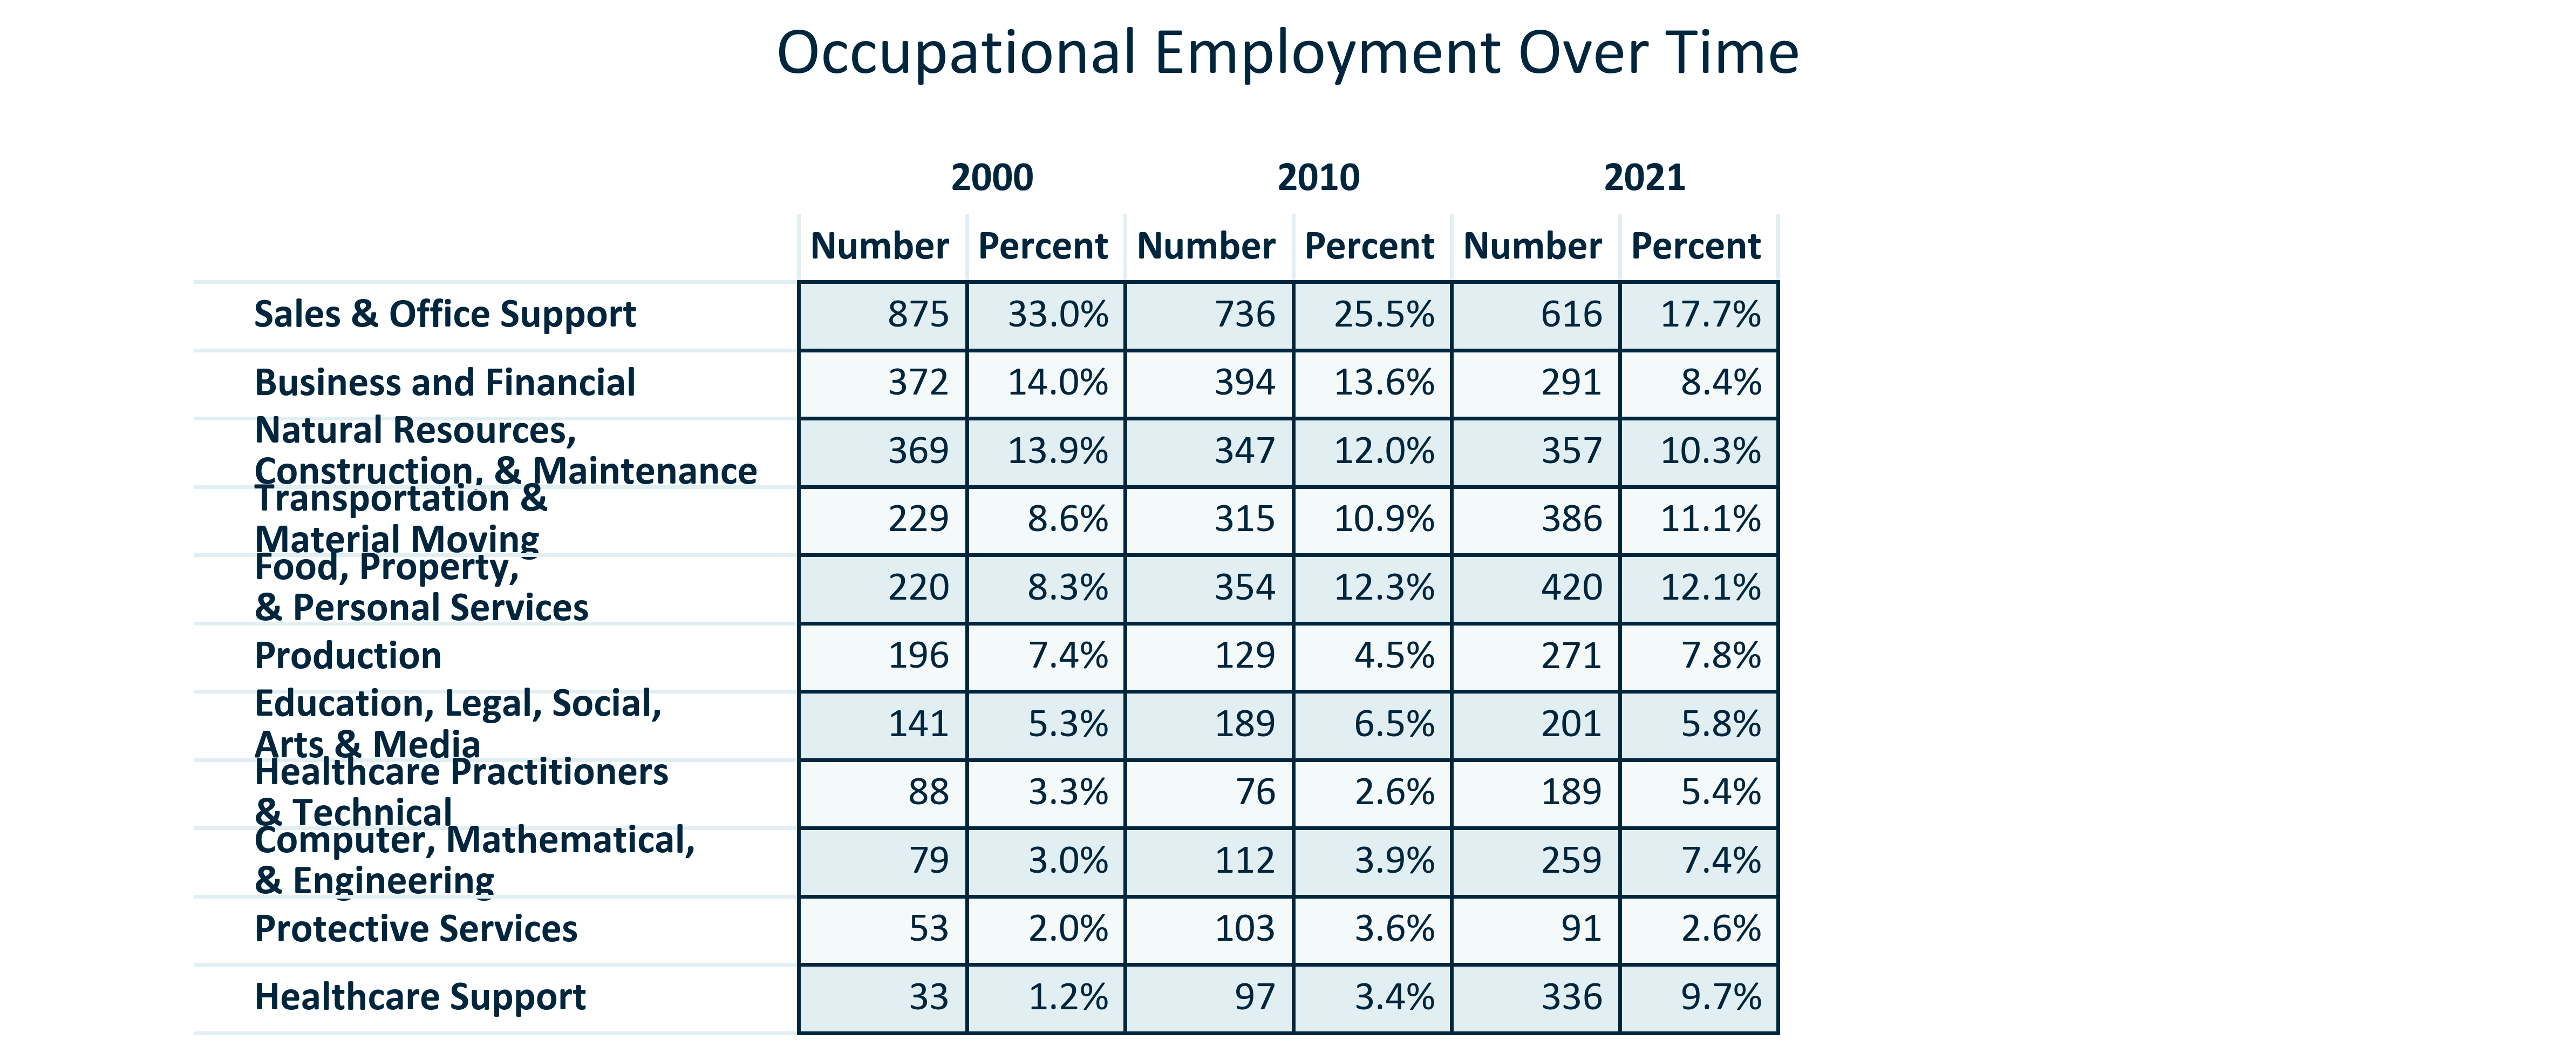 Occupational Employment Over Time
2000 2010 2021
Number Percent Number Percent Number Percent
Sales & Office Support 875 33.0% 736 25.5% 616 17.7%
Business and Financial 372 14.0% 394 13.6% 291 8.4%
Natural Resources,
Construction, & Maintenance 369 13.9% 347 12.0% 357 10.3%
Transportation &
Material Moving 229 8.6% 315 10.9% 386 11.1%
Food, Property,
& Personal Services 220 8.3% 354 12.3% 420 12.1%
Production 196 7.4% 129 4.5% 271 7.8%
Education, Legal, Social,
Arts & Media 141 5.3% 189 6.5% 201 5.8%
Healthcare Practitioners
& Technical 88 3.3% 76 2.6% 189 5.4%
Computer, Mathematical,
& Engineering 79 3.0% 112 3.9% 259 7.4%
Protective Services 53 2.0% 103 3.6% 91 2.6%
Healthcare Support 33 1.2% 97 3.4% 336 9.7%